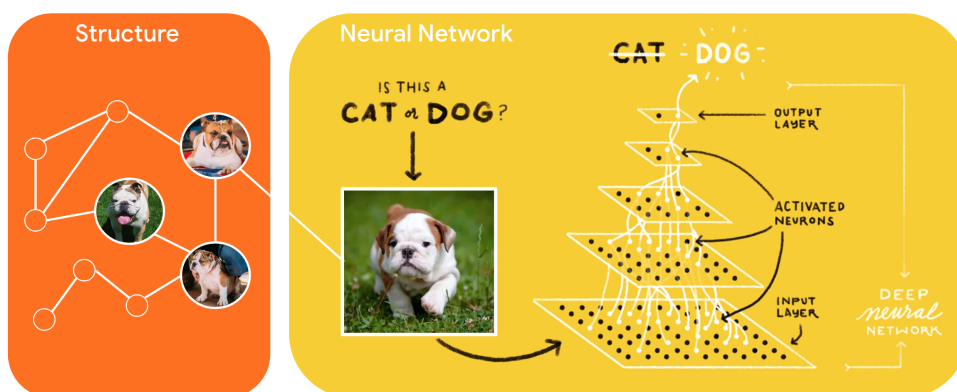 Structure
Neural Network
IS THIS A
CAT or DOG?
CAT DOG
OUTPUT
LAYER
ACTIVATED
NEURONS
INPUT
LAYER
DEEP
neural
NETWORK